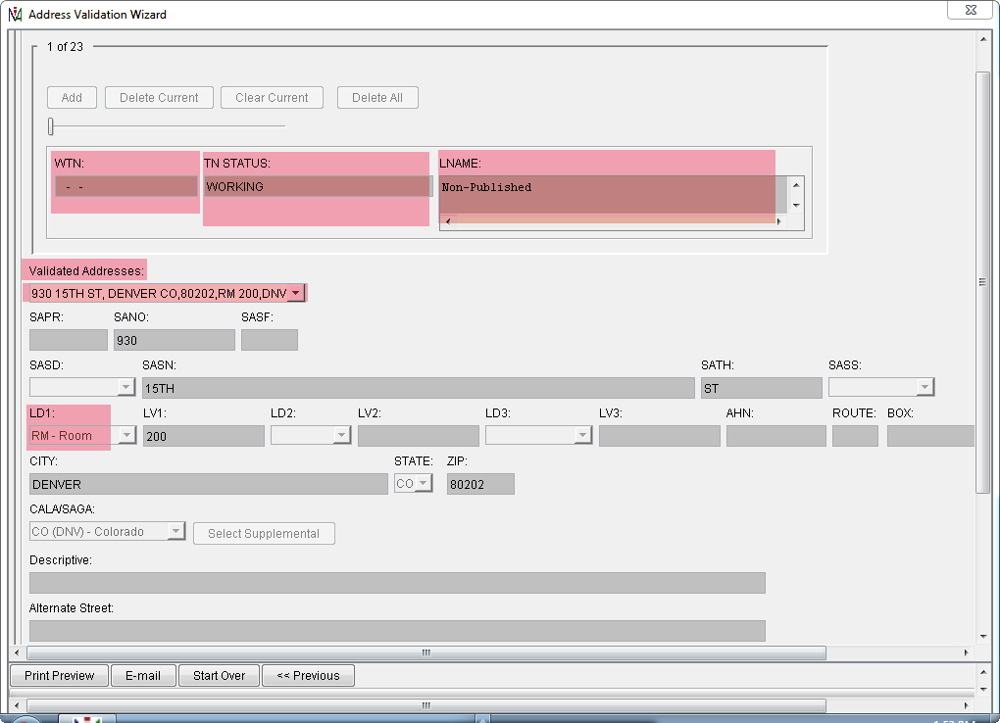 Address Validation Wizard
1 of 23
Add Delete Current Clear Current Delete All
WTN: TN STATUS: LNAME:
- - WORKING Non-Published
Validated Addresses:
930 15TH ST, DENVER CO,80202,RM 200,DNV
SAPR: SANO: SASF:
930
SASD: SASN: SATH: SASS:
15TH ST
LD1: LV1: LD2: LV2: LD3: LV3: AHN: ROUTE: BOX:
RM - Room 200
CITY: STATE: ZIP:
DENVER CO 80202
CALA/SAGA:
CO (DNV) - Colorado Select Supplemental
Descriptive:
Alternate Street:
Print Preview E-mail Start Over << Previous